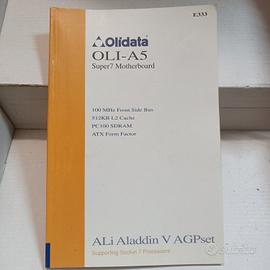 E333
Olidata
OLI-A5
Super7 Motherboard
100 MHz Front Side Bus
512KB L2 Cache
PC100 SDRAM
ATX Form Factor
ALi Aladdin V AGPset
Supporting Socket 7 Processors
subito